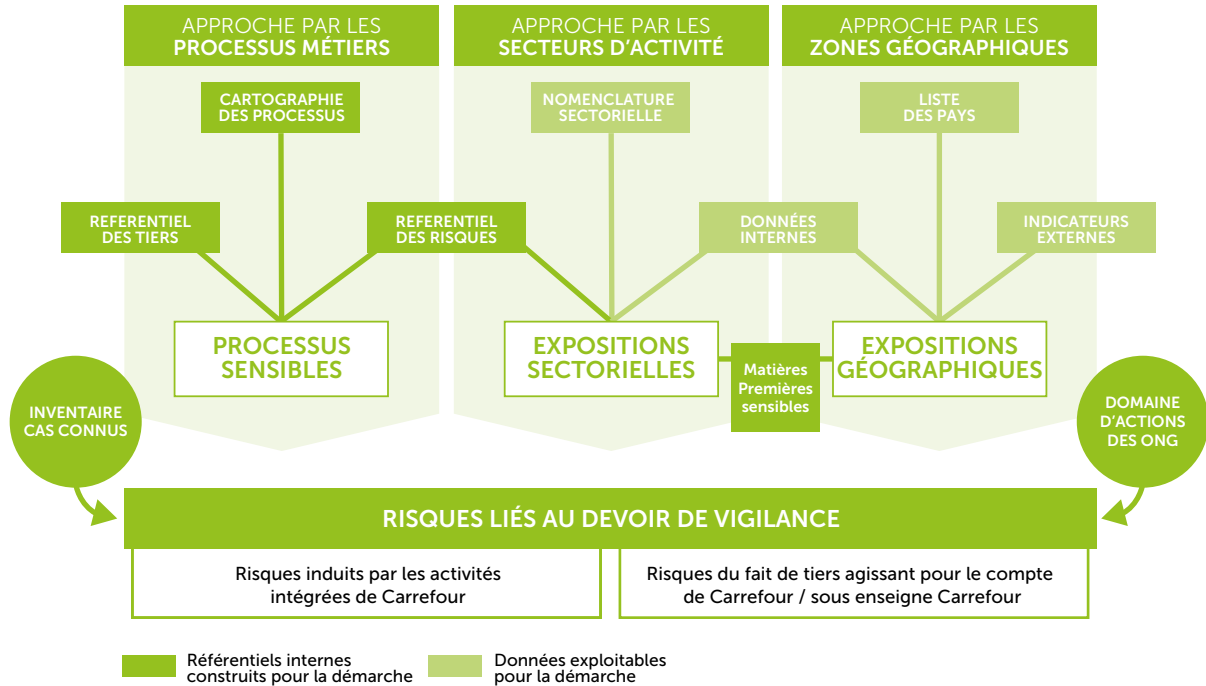 APPROCHE PAR LES
PROCESSUS MÉTIERS
APPROCHE PAR LES
SECTEURS D'ACTIVITÉ
APPROCHE PAR LES
ZONES GÉOGRAPHIQUES
CARTOGRAPHIE
DES PROCESSUS
NOMENCLATURE
SECTORIELLE
LISTE
DES PAYS
REFERENTIEL
DES TIERS
REFERENTIEL
DES RISQUES
DONNÉES
INTERNES
INDICATEURS
EXTERNES
PROCESSUS
SENSIBLES
EXPOSITIONS
SECTORIELLES
Matières
Premières
sensibles
EXPOSITIONS
GÉOGRAPHIQUES
INVENTAIRE
CAS CONNUS
DOMAINE
D'ACTIONS
DES ONG
RISQUES LIÉS AU DEVOIR DE VIGILANCE
Risques induits par les activités
intégrées de Carrefour
Risques du fait de tiers agissant pour le compte
de Carrefour / sous enseigne Carrefour
Référentiels internes
construits pour la démarche
Données exploitables
pour la démarche